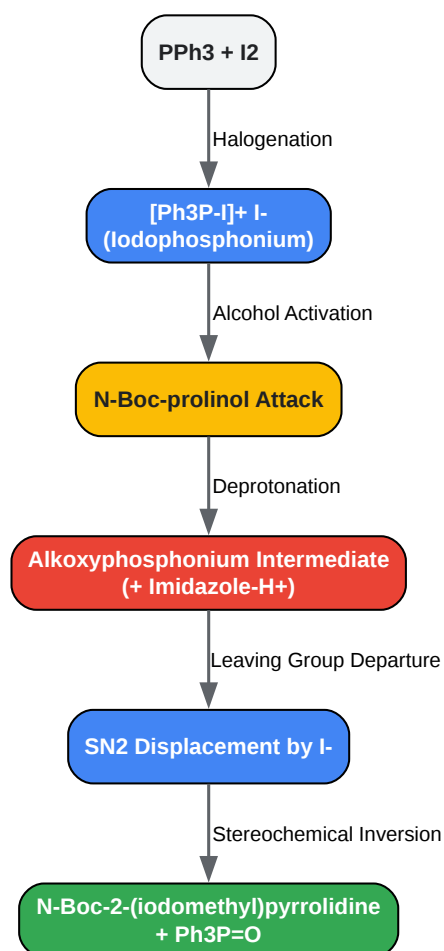 PPh3 + I2
Halogenation
[Ph3P-I]+ I-
(Iodophosphonium)
Alcohol Activation
N-Boc-prolinol Attack
Deprotonation
Alkoxyphosphonium Intermediate
(+ Imidazole-H+)
Leaving Group Departure
SN2 Displacement by I-
Stereochemical Inversion
N-Boc-2-(iodomethyl)pyrrolidine
+ Ph3P=O